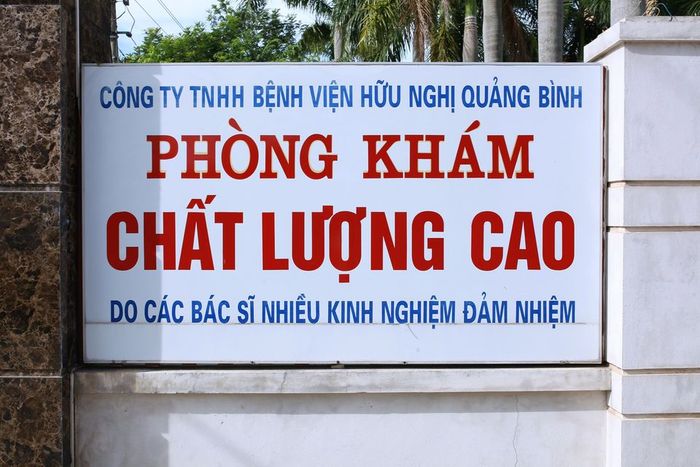 CÔNG TY TNHH BỆNH VIỆN HỮU NGHỊ QUẢNG BÌNH
PHÒNG KHÁM
CHẤT LƯỢNG CAO
DO CÁC BÁC SĨ NHIỀU KINH NGHIỆM ĐẢM NHIỆM